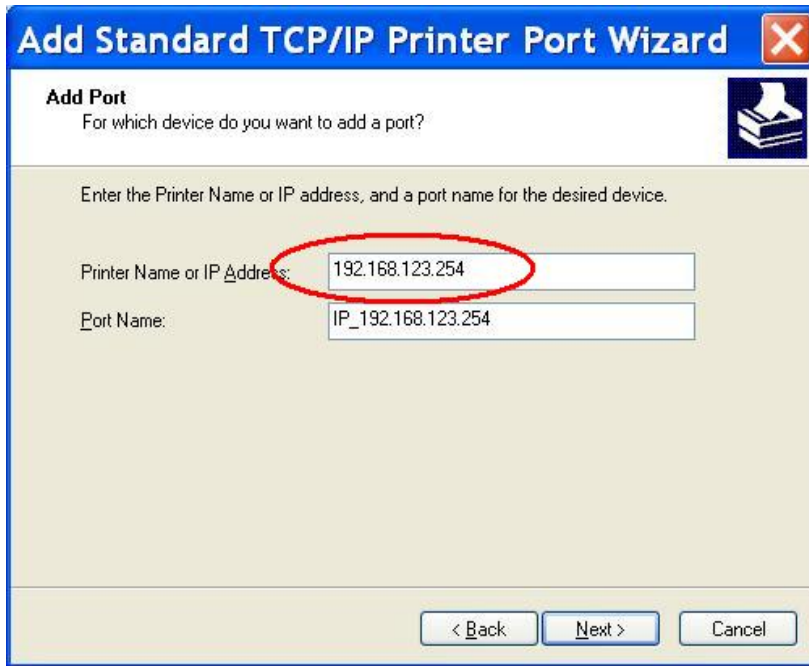 Add Standard TCP/IP Printer Port Wizard
Add Port
For which device do you want to add a port?
Enter the Printer Name or IP address, and a port name for the desired device.
Printer Name or IP Address: 192.168.123.254
Port Name: IP_192.168.123.254
< Back Next > Cancel